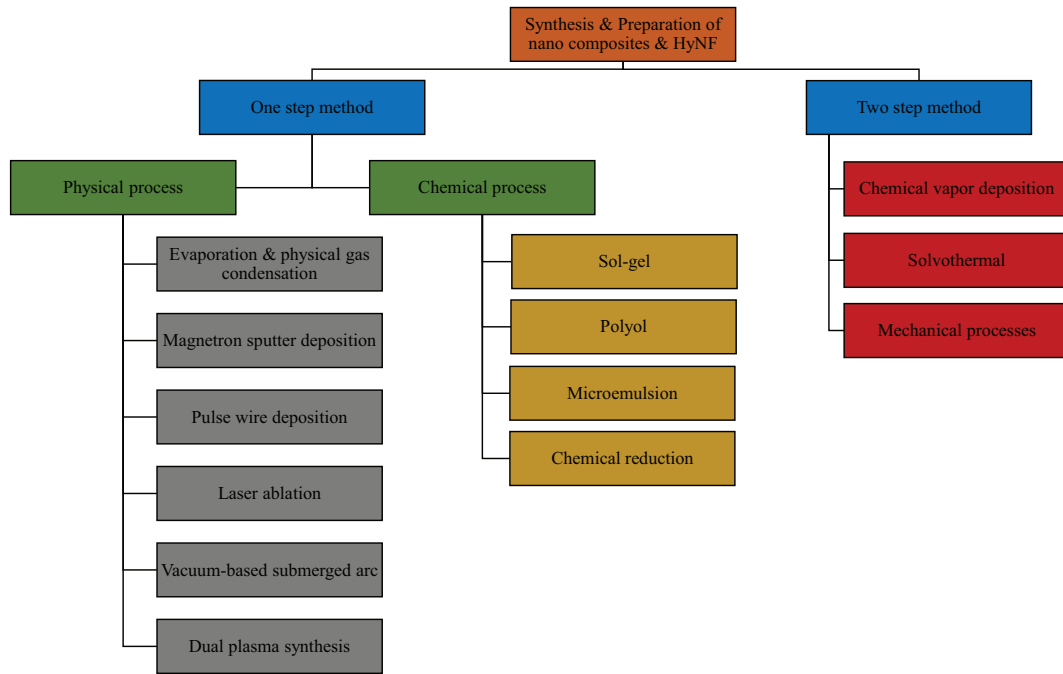 Synthesis & Preparation of
nano composites & HyNF
One step method
Two step method
Physical process
Chemical process
Chemical vapor deposition
Evaporation & physical gas
condensation
Sol-gel
Solvothermal
Magnetron sputter deposition
Polyol
Mechanical processes
Pulse wire deposition
Microemulsion
Chemical reduction
Laser ablation
Vacuum-based submerged arc
Dual plasma synthesis